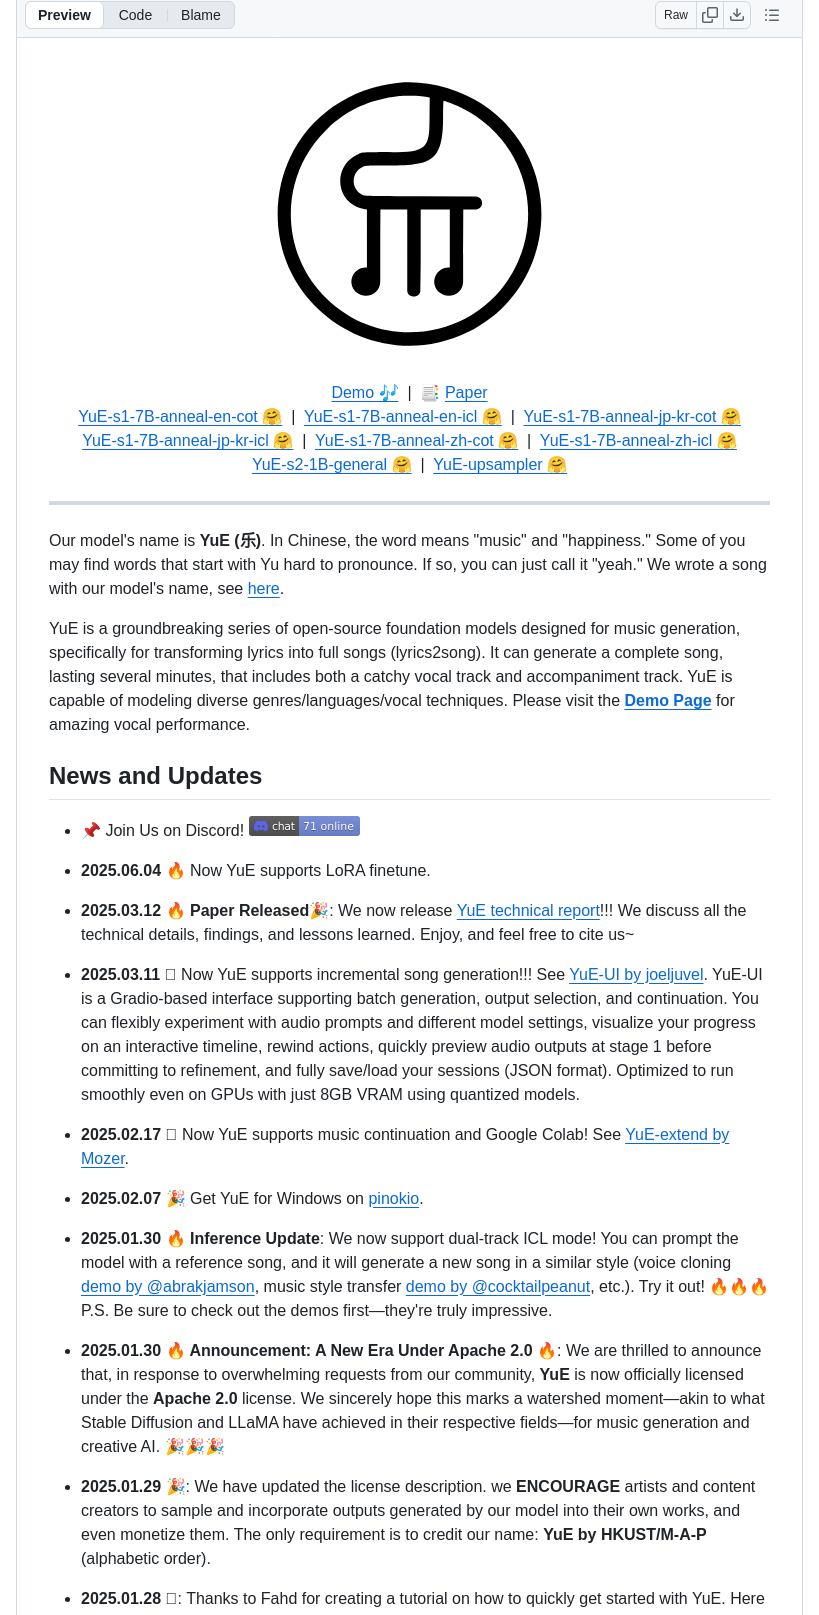 Preview Code Blame Raw
Demo 🎶 | 📑 Paper
YuE-s1-7B-anneal-en-cot 🤗 | YuE-s1-7B-anneal-en-icl 🤗 | YuE-s1-7B-anneal-jp-kr-cot 🤗
YuE-s1-7B-anneal-jp-kr-icl 🤗 | YuE-s1-7B-anneal-zh-cot 🤗 | YuE-s1-7B-anneal-zh-icl 🤗
YuE-s2-1B-general 🤗 | YuE-upsampler 🤗
Our model's name is YuE (乐). In Chinese, the word means "music" and "happiness." Some of you
may find words that start with Yu hard to pronounce. If so, you can just call it "yeah." We wrote a song
with our model's name, see here.
YuE is a groundbreaking series of open-source foundation models designed for music generation,
specifically for transforming lyrics into full songs (lyrics2song). It can generate a complete song,
lasting several minutes, that includes both a catchy vocal track and accompaniment track. YuE is
capable of modeling diverse genres/languages/vocal techniques. Please visit the Demo Page for
amazing vocal performance.
News and Updates
• 📌 Join Us on Discord! chat 71 online
• 2025.06.04 🔥 Now YuE supports LoRA finetune.
• 2025.03.12 🔥 Paper Released🎉: We now release YuE technical report!!! We discuss all the
technical details, findings, and lessons learned. Enjoy, and feel free to cite us~
• 2025.03.11 Now YuE supports incremental song generation!!! See YuE-UI by joeljuvel. YuE-UI
is a Gradio-based interface supporting batch generation, output selection, and continuation. You
can flexibly experiment with audio prompts and different model settings, visualize your progress
on an interactive timeline, rewind actions, quickly preview audio outputs at stage 1 before
committing to refinement, and fully save/load your sessions (JSON format). Optimized to run
smoothly even on GPUs with just 8GB VRAM using quantized models.
• 2025.02.17 Now YuE supports music continuation and Google Colab! See YuE-extend by
Mozer.
• 2025.02.07 🎉 Get YuE for Windows on pinokio.
• 2025.01.30 🔥 Inference Update: We now support dual-track ICL mode! You can prompt the
model with a reference song, and it will generate a new song in a similar style (voice cloning
demo by @abrakjamson, music style transfer demo by @cocktailpeanut, etc.). Try it out! 🔥🔥🔥
P.S. Be sure to check out the demos first—they're truly impressive.
• 2025.01.30 🔥 Announcement: A New Era Under Apache 2.0 🔥: We are thrilled to announce
that, in response to overwhelming requests from our community, YuE is now officially licensed
under the Apache 2.0 license. We sincerely hope this marks a watershed moment—akin to what
Stable Diffusion and LLaMA have achieved in their respective fields—for music generation and
creative AI. 🎉🎉🎉
• 2025.01.29 🎉: We have updated the license description. we ENCOURAGE artists and content
creators to sample and incorporate outputs generated by our model into their own works, and
even monetize them. The only requirement is to credit our name: YuE by HKUST/M-A-P
(alphabetic order).
• 2025.01.28 : Thanks to Fahd for creating a tutorial on how to quickly get started with YuE. Here